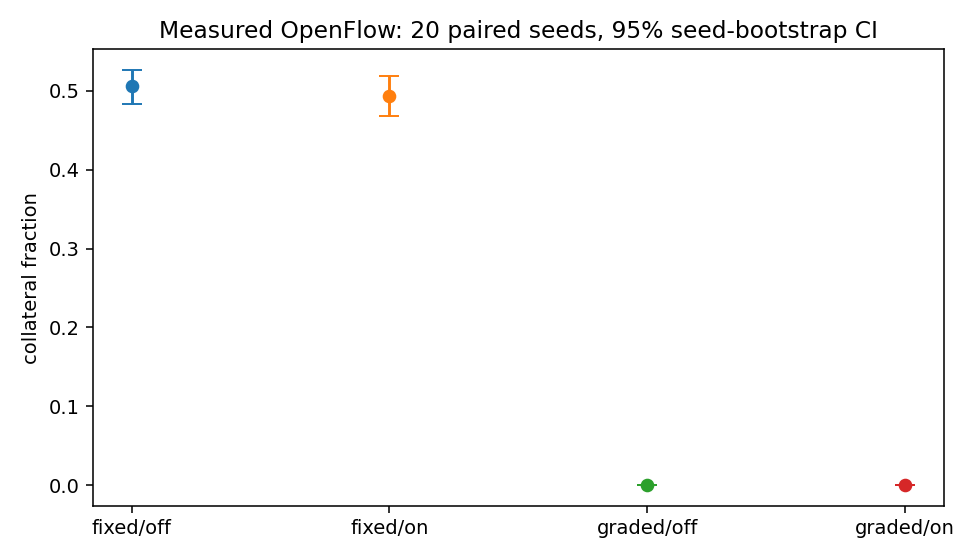 Measured OpenFlow: 20 paired seeds, 95% seed-bootstrap CI
collateral fraction
0.5
0.4
0.3
0.2
0.1
0.0
fixed/off
fixed/on
graded/off
graded/on